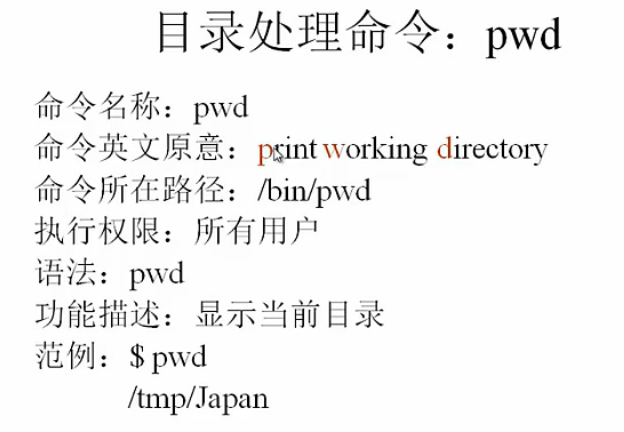 目录处理命令：pwd
命令名称：pwd
命令英文原意：print working directory
命令所在路径：/bin/pwd
执行权限：所有用户
语法：pwd
功能描述：显示当前目录
范例：$ pwd
/tmp/Japan